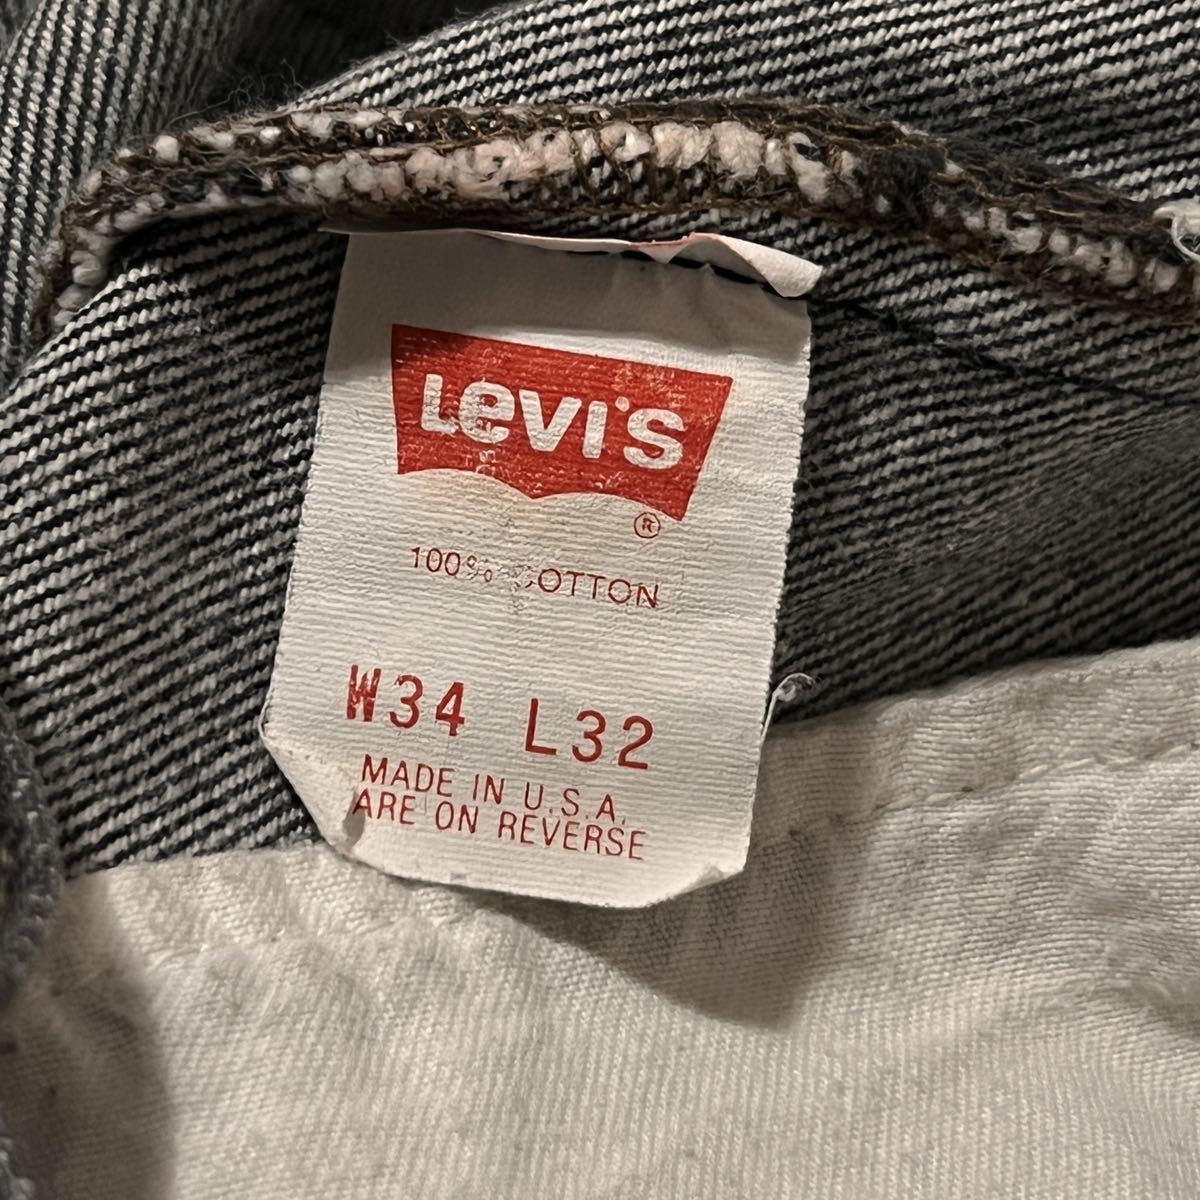 Levi's
®
100% COTTON
W34 L32
MADE IN U.S.A.
ARE ON REVERSE